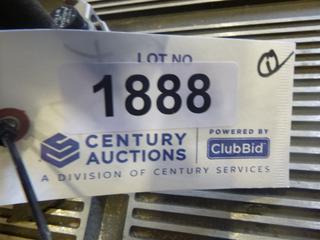 LOT NO.
1888
CENTURY
AUCTIONS
POWERED BY
ClubBid
A DIVISION OF CENTURY SERVICES